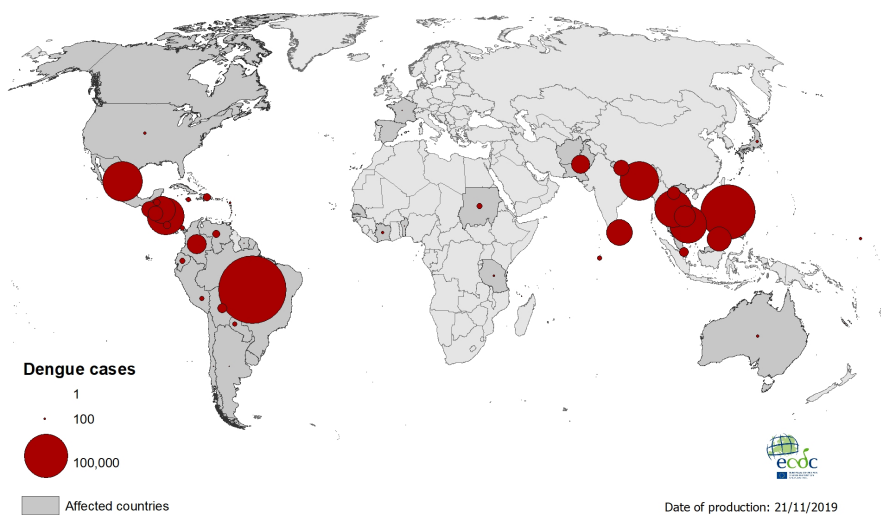 Dengue cases
1
100
100,000
Affected countries
ecdc
Date of production: 21/11/2019